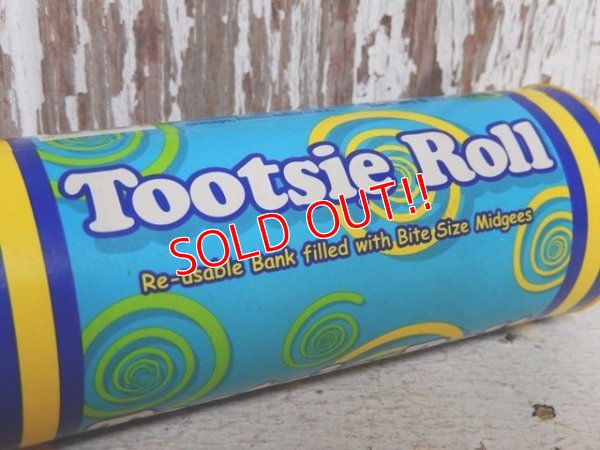 Tootsie Roll
SOLD OUT!!
Re-usable Bank filled with Bite Size Midgees